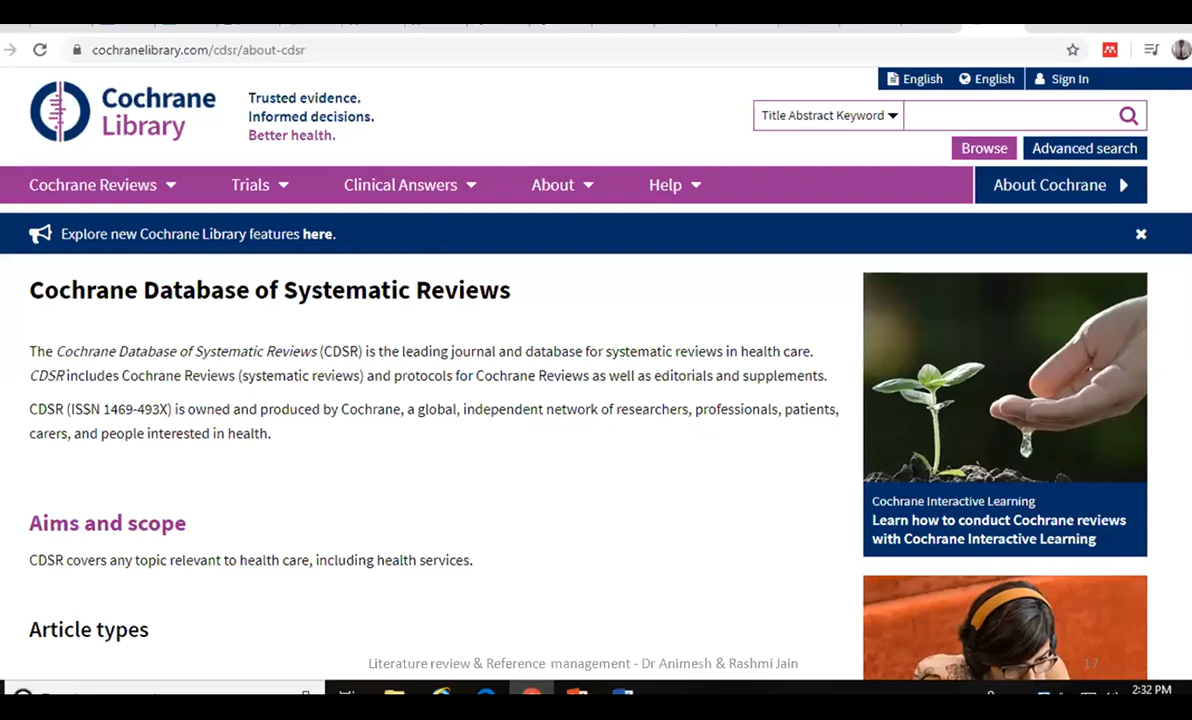 cochranelibrary.com/cdsr/about-cdsr
English English Sign In
Cochrane
Library
Trusted evidence.
Informed decisions.
Better health.
Title Abstract Keyword
Browse Advanced search
Cochrane Reviews Trials Clinical Answers About Help About Cochrane
Explore new Cochrane Library features here.
Cochrane Database of Systematic Reviews
The Cochrane Database of Systematic Reviews (CDSR) is the leading journal and database for systematic reviews in health care.
CDSR includes Cochrane Reviews (systematic reviews) and protocols for Cochrane Reviews as well as editorials and supplements.
CDSR (ISSN 1469-493X) is owned and produced by Cochrane, a global, independent network of researchers, professionals, patients,
carers, and people interested in health.
Cochrane Interactive Learning
Learn how to conduct Cochrane reviews
with Cochrane Interactive Learning
Aims and scope
CDSR covers any topic relevant to health care, including health services.
Article types
Literature review & Reference management - Dr Animesh & Rashmi Jain
17
2:32 PM